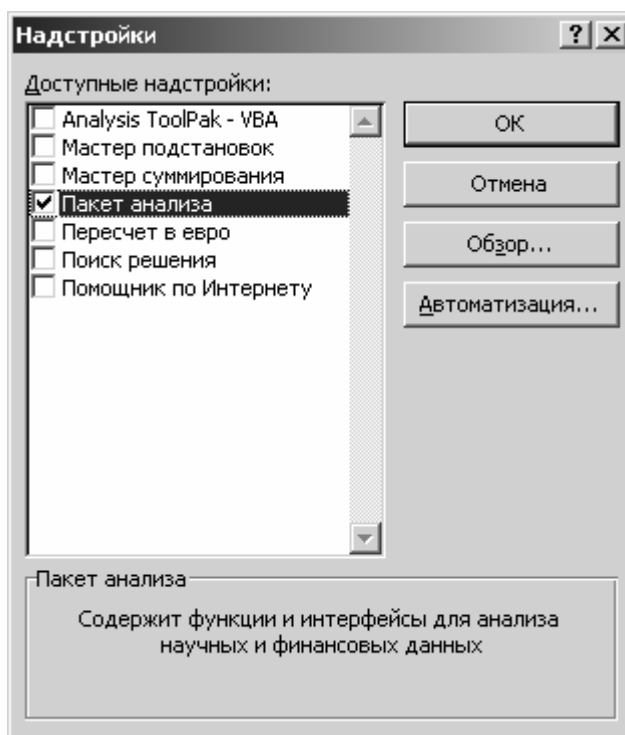 Надстройки
Доступные надстройки:
Analysis ToolPak - VBA
Мастер подстановок
Мастер суммирования
Пакет анализа
Пересчет в евро
Поиск решения
Помощник по Интернету
ОК
Отмена
Обзор...
Автоматизация...
Пакет анализа
Содержит функции и интерфейсы для анализа
научных и финансовых данных